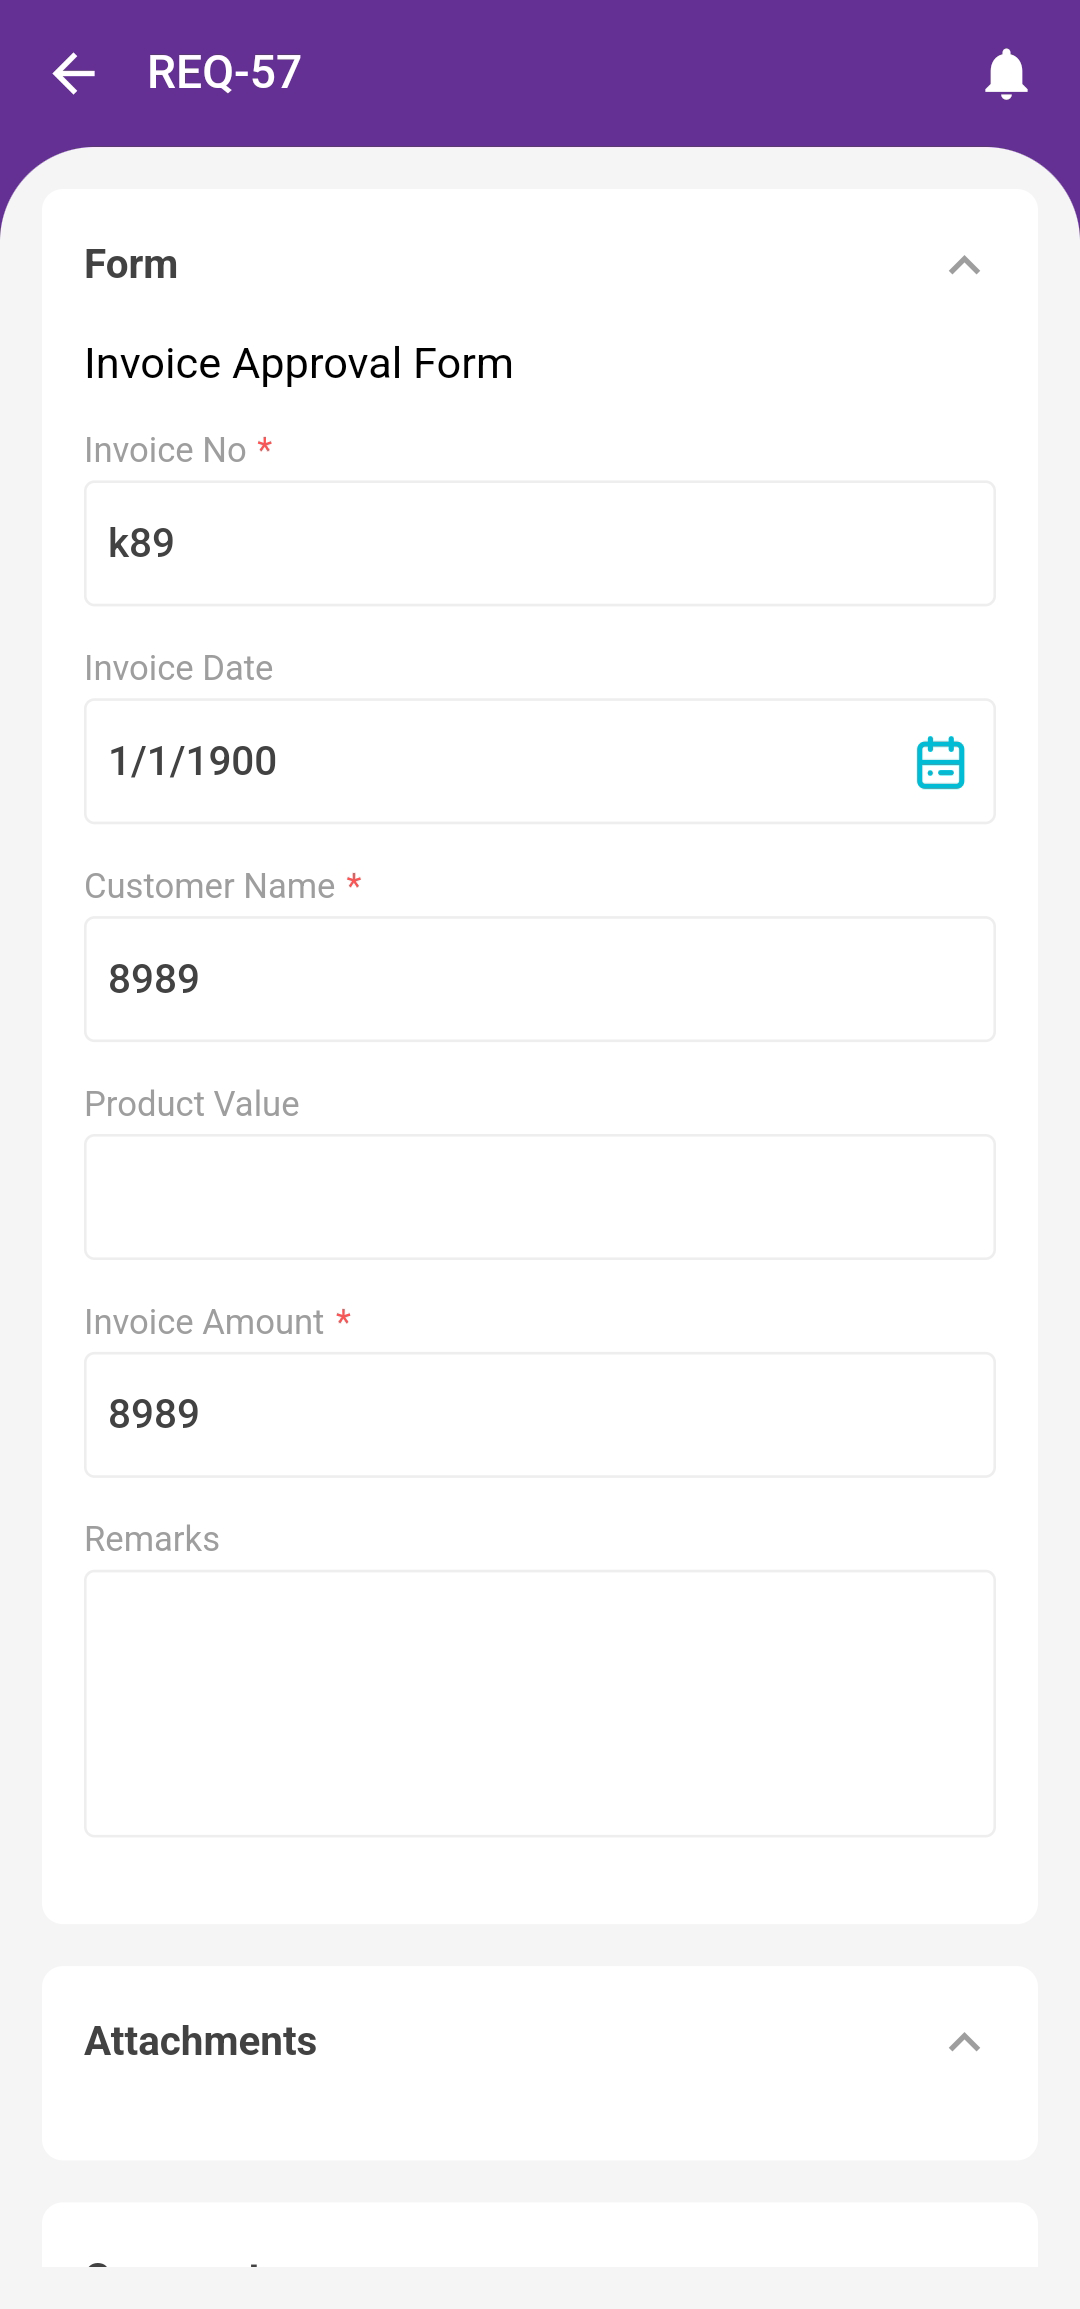 REQ-57
Form
Invoice Approval Form
Invoice No *
k89
Invoice Date
1/1/1900
Customer Name *
8989
Product Value
Invoice Amount *
8989
Remarks
Attachments